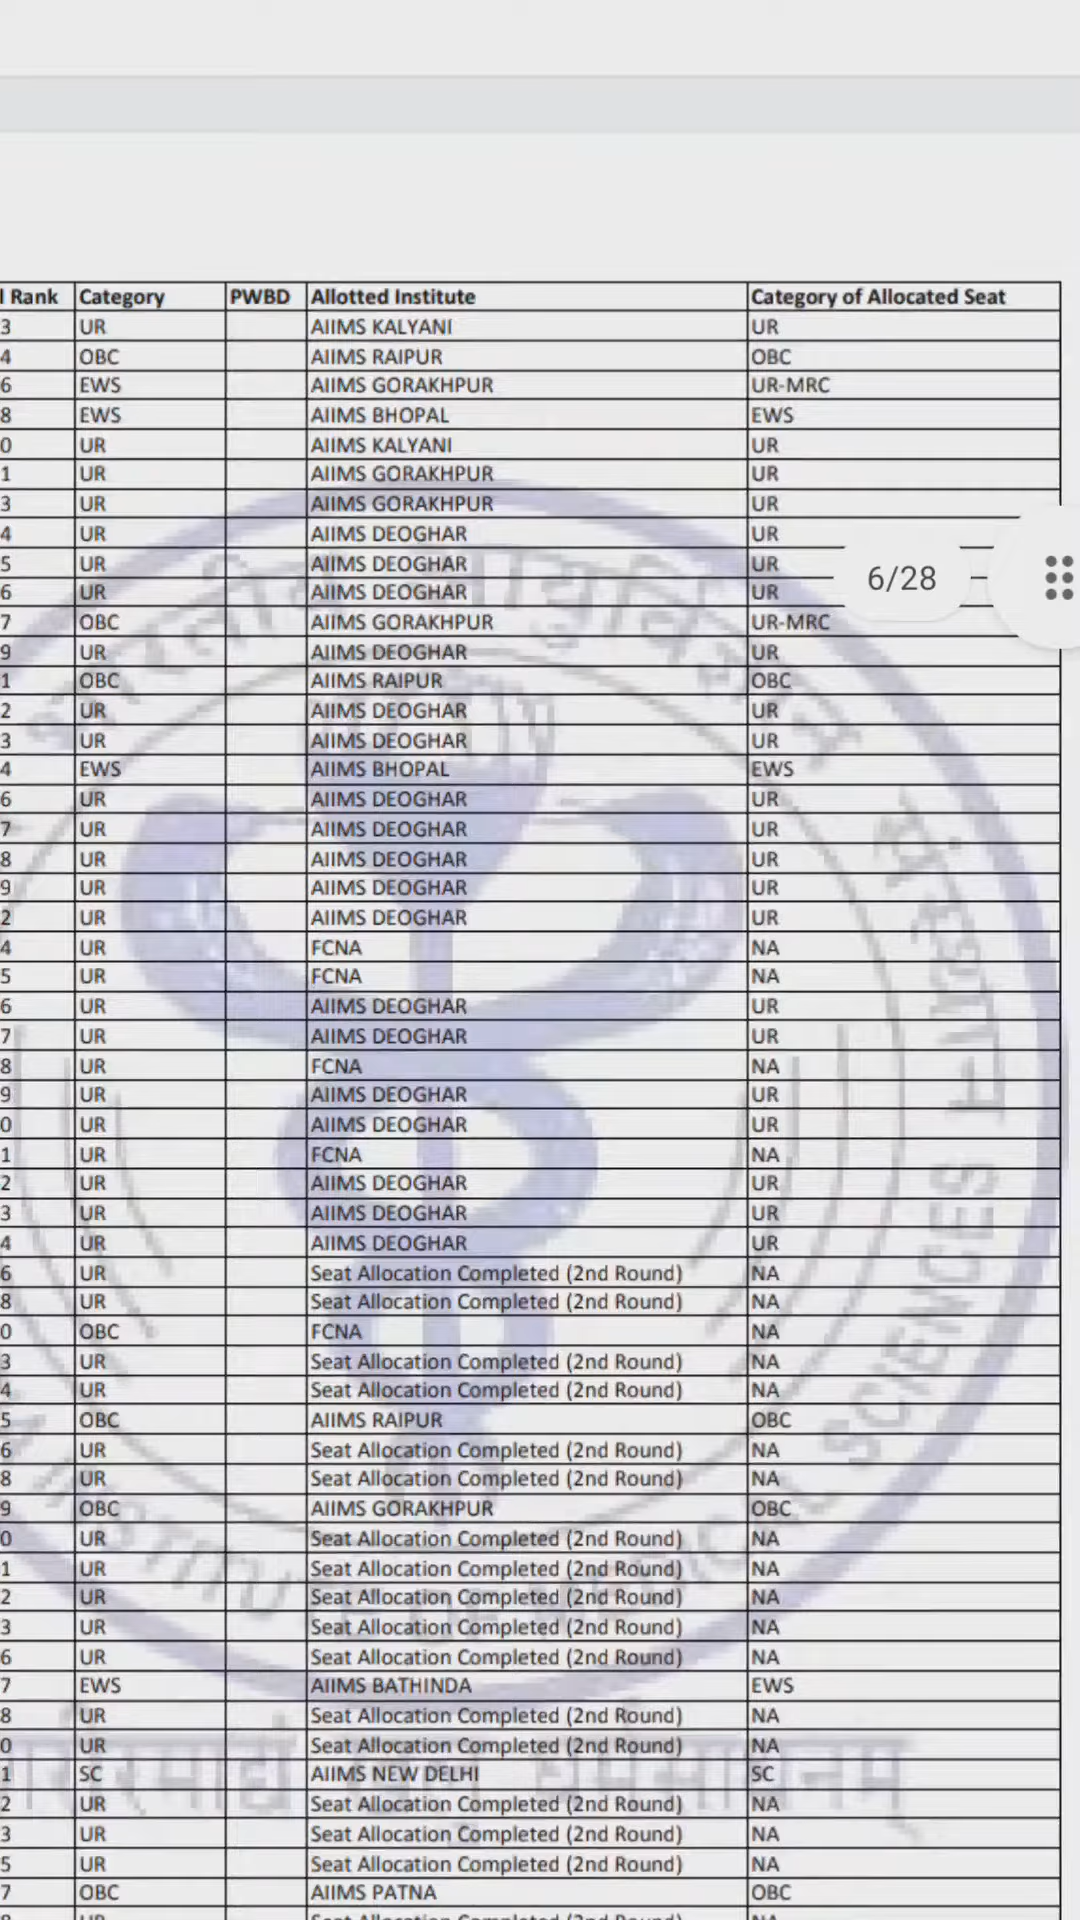 l Rank Category PWBD Allotted Institute Category of Allocated Seat
3 UR AIIMS KALYANI UR
4 OBC AIIMS RAIPUR OBC
6 EWS AIIMS GORAKHPUR UR-MRC
8 EWS AIIMS BHOPAL EWS
0 UR AIIMS KALYANI UR
1 UR AIIMS GORAKHPUR UR
3 UR AIIMS GORAKHPUR UR
4 UR AIIMS DEOGHAR UR
5 UR AIIMS DEOGHAR UR
6/28
6 UR AIIMS DEOGHAR UR
7 OBC AIIMS GORAKHPUR UR-MRC
9 UR AIIMS DEOGHAR UR
1 OBC AIIMS RAIPUR OBC
2 UR AIIMS DEOGHAR UR
3 UR AIIMS DEOGHAR UR
4 EWS AIIMS BHOPAL EWS
6 UR AIIMS DEOGHAR UR
7 UR AIIMS DEOGHAR UR
8 UR AIIMS DEOGHAR UR
9 UR AIIMS DEOGHAR UR
2 UR AIIMS DEOGHAR UR
4 UR FCNA NA
5 UR FCNA NA
6 UR AIIMS DEOGHAR UR
7 UR AIIMS DEOGHAR UR
8 UR FCNA NA
9 UR AIIMS DEOGHAR UR
0 UR AIIMS DEOGHAR UR
1 UR FCNA NA
2 UR AIIMS DEOGHAR UR
3 UR AIIMS DEOGHAR UR
4 UR AIIMS DEOGHAR UR
6 UR Seat Allocation Completed (2nd Round) NA
8 UR Seat Allocation Completed (2nd Round) NA
0 OBC FCNA NA
3 UR Seat Allocation Completed (2nd Round) NA
4 UR Seat Allocation Completed (2nd Round) NA
5 OBC AIIMS RAIPUR OBC
6 UR Seat Allocation Completed (2nd Round) NA
8 UR Seat Allocation Completed (2nd Round) NA
9 OBC AIIMS GORAKHPUR OBC
0 UR Seat Allocation Completed (2nd Round) NA
1 UR Seat Allocation Completed (2nd Round) NA
2 UR Seat Allocation Completed (2nd Round) NA
3 UR Seat Allocation Completed (2nd Round) NA
6 UR Seat Allocation Completed (2nd Round) NA
7 EWS AIIMS BATHINDA EWS
8 UR Seat Allocation Completed (2nd Round) NA
0 UR Seat Allocation Completed (2nd Round) NA
1 SC AIIMS NEW DELHI SC
2 UR Seat Allocation Completed (2nd Round) NA
3 UR Seat Allocation Completed (2nd Round) NA
5 UR Seat Allocation Completed (2nd Round) NA
7 OBC AIIMS PATNA OBC
8 UR Seat Allocation Completed (2nd Round) NA
INSTITUTE OF MEDICAL SCIENCES